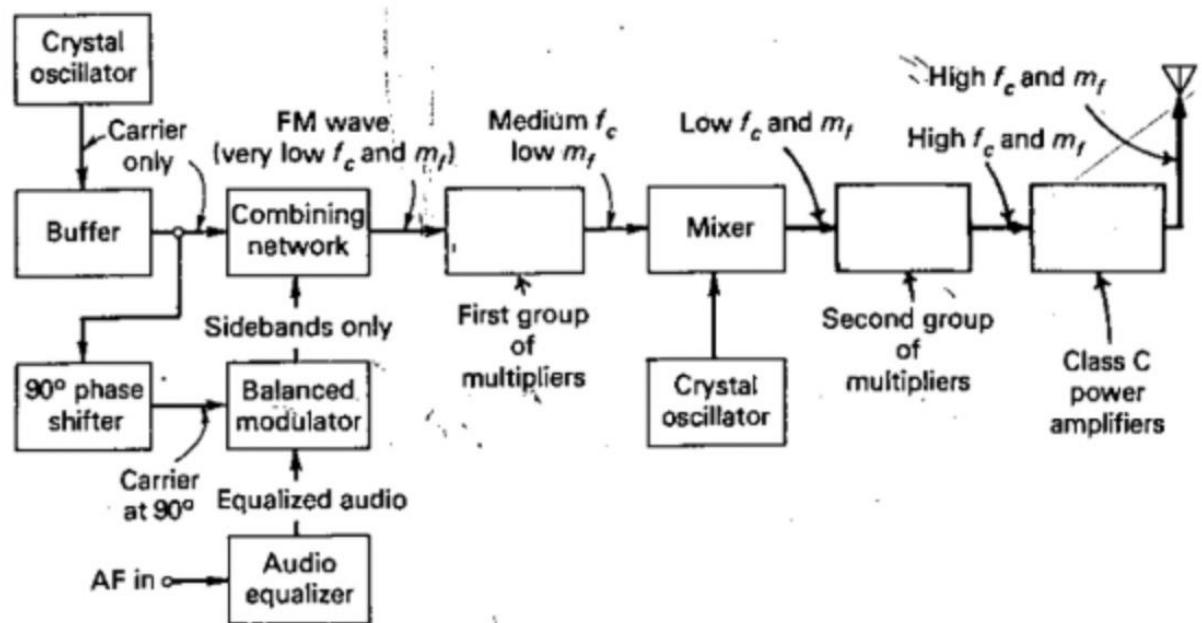 Crystal
oscillator
Carrier
only
FM wave
(very low f_c and m_f)
Medium f_c
low m_f
Low f_c and m_f
High f_c and m_f
High f_c and m_f
Buffer
Combining
network
Mixer
Sidebands only
First group
of
multipliers
Second group
of
multipliers
Class C
power
amplifiers
90° phase
shifter
Balanced
modulator
Crystal
oscillator
Carrier
at 90°
Equalized audio
AF in
Audio
equalizer